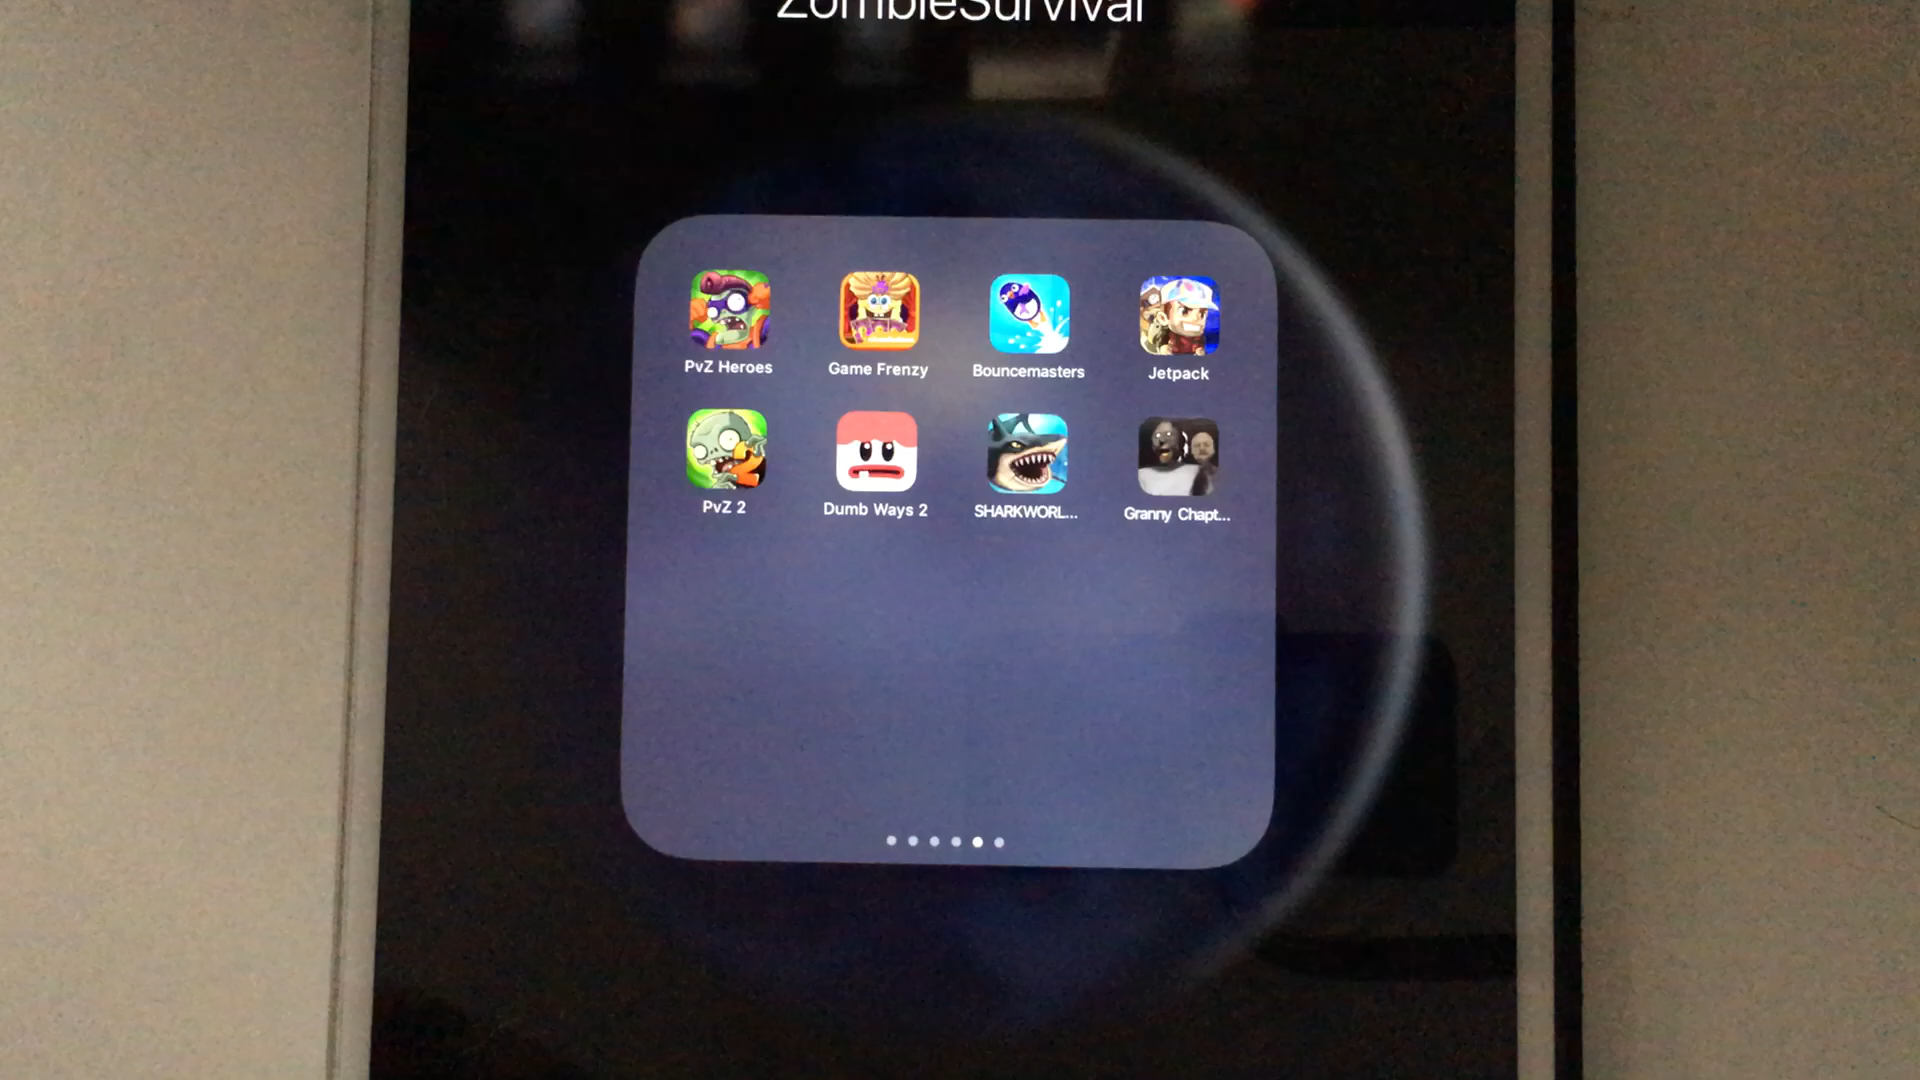 ZombieSurvival
PvZ Heroes
Game Frenzy
Bouncemasters
Jetpack
PvZ 2
Dumb Ways 2
SHARKWORL...
Granny Chapt...